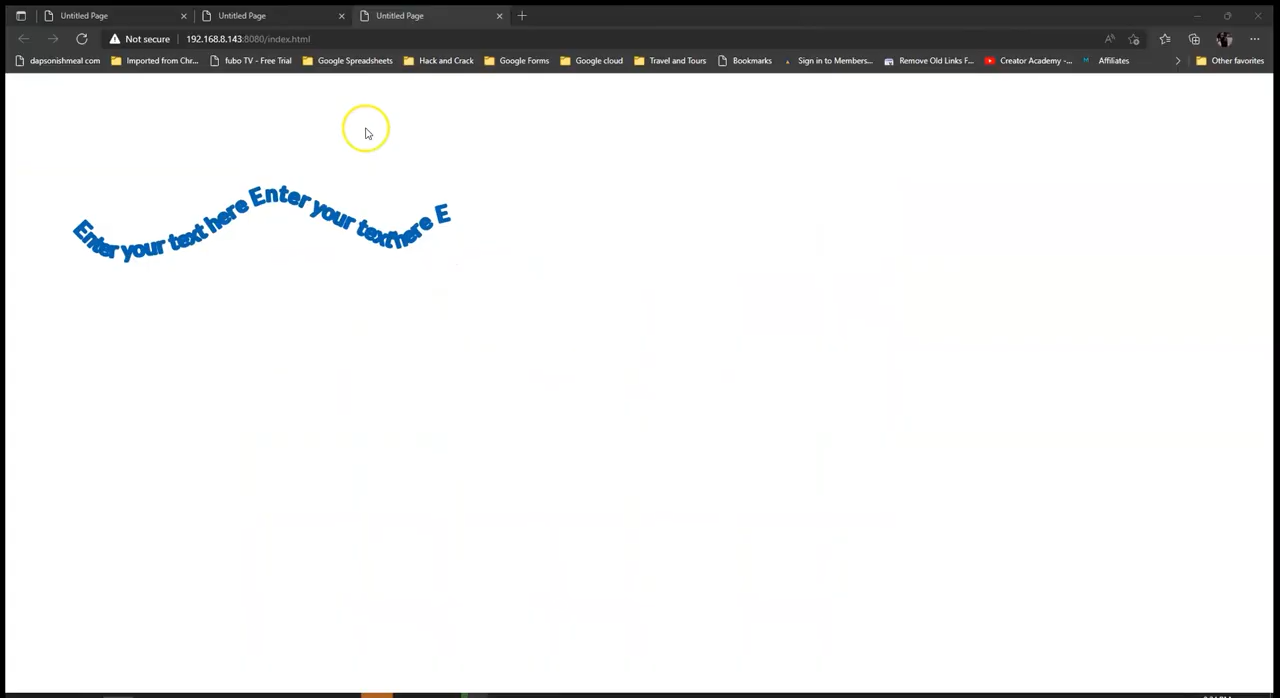 Untitled Page
Untitled Page
Untitled Page
Not secure
192.168.8.143:8080/index.html
dapsonishmeal com
Imported from Chr...
fubo TV - Free Trial
Google Spreadsheets
Hack and Crack
Google Forms
Google cloud
Travel and Tours
Bookmarks
Sign in to Members...
Remove Old Links F...
Creator Academy -...
Affiliates
Other favorites
Enter your text here Enter your text here E